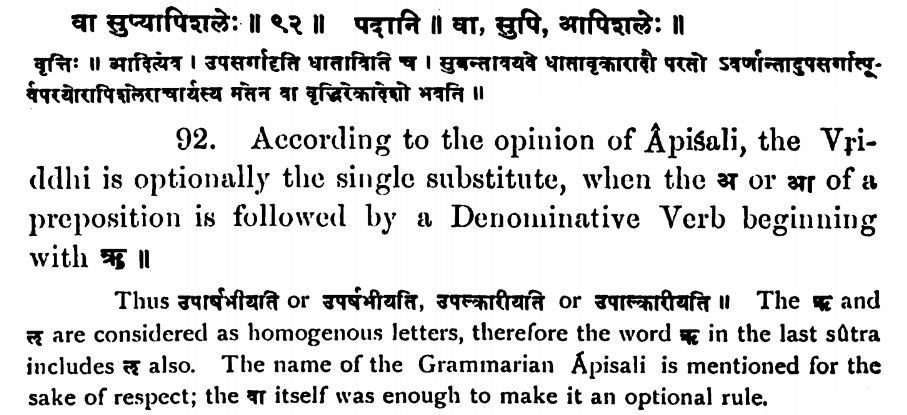 वा सुप्यापिशलेः ॥ ९२ ॥ पदानि ॥ वा, सुपि, आपिशलेः ॥
वृत्तिः ॥ आदित्येव । उपसर्गादृति धाताविति च । सुबन्तावयवे धातावृकारादौ परतो ऽवर्णान्तादुपसर्गात्पू-
र्वपरयोरापिशलेराचार्यस्य मतेन वा वृद्धिरेकादेशो भवति ॥
92. According to the opinion of Âpiśali, the Vṛi-
ddhi is optionally the single substitute, when the अ or आ of a
preposition is followed by a Denominative Verb beginning
with ऋ ॥
Thus उपार्षभीयति or उपर्षभीयति, उपल्कारीयति or उपाल्कारीयति ॥ The ऋ and
ऌ are considered as homogenous letters, therefore the word ऋ in the last sûtra
includes ऌ also. The name of the Grammarian Ápisali is mentioned for the
sake of respect; the वा itself was enough to make it an optional rule.